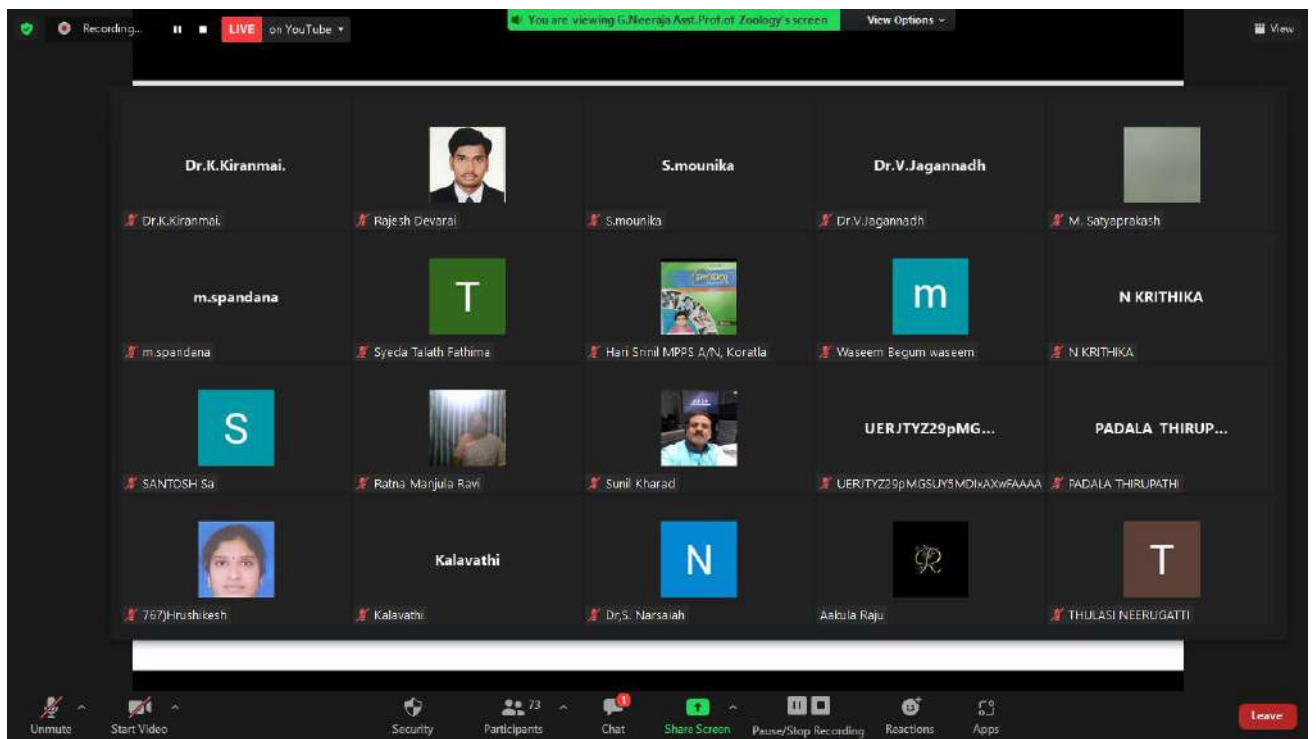 Recording...
LIVE on YouTube
You are viewing G.Neeraja Asst.Prof.of Zoology's screen
View Options
View
Dr.K.Kiranmai.
S.mounika
Dr.V.Jagannadh
Dr.K.Kiranmai.
Rajesh Devarai
S.mounika
Dr.V.Jagannadh
M. Satyaprakash
m.spandana
T
m
N KRITHIKA
m.spandana
Syeda Talath Fathima
Hari Srinil MPPS A/N, Koratla
Waseem Begum waseem
N KRITHIKA
S
UERJTYZ29pMG...
PADALA THIRUP...
SANTOSH Sa
Ratna Manjula Ravi
Sunil Kharad
PADALA THIRUPATHI
Kalavathi
N
R
T
767)Hrushikesh
Kalavathi
Dr,S. Narsaiah
Aakula Raju
THULASI NEERUGATTI
Unmute
Start Video
Security
73
Participants
1
Chat
Share Screen
Pause/Stop Recording
Reactions
Apps
Leave